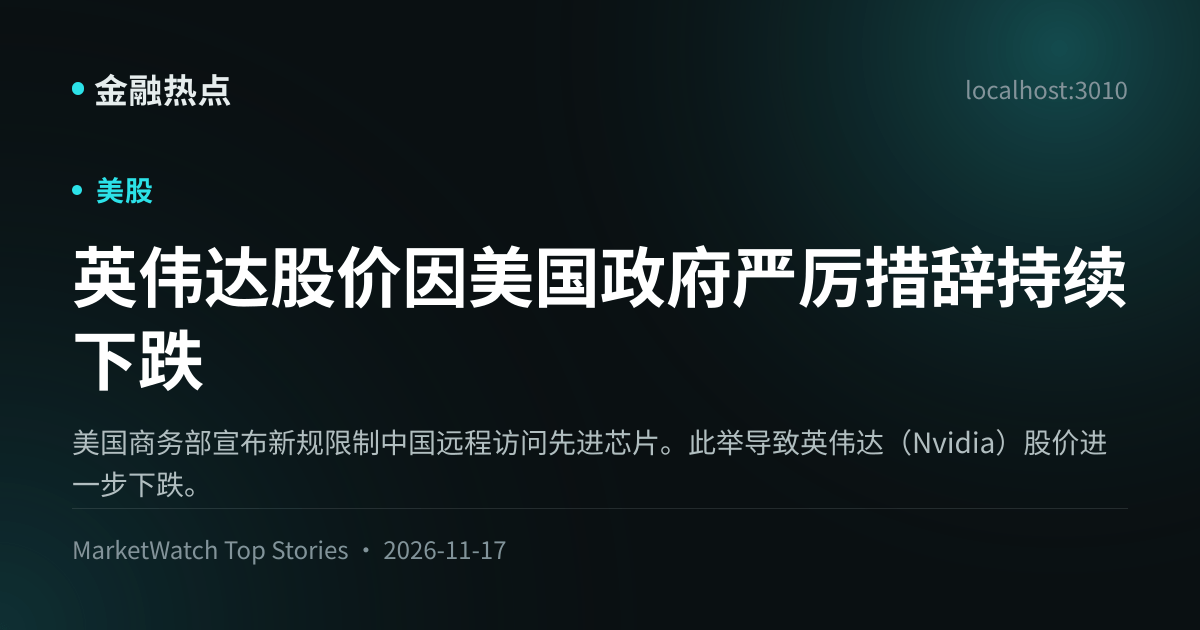 金融热点
localhost:3010
美股
英伟达股价因美国政府严厉措辞持续
下跌
美国商务部宣布新规限制中国远程访问先进芯片。此举导致英伟达（Nvidia）股价进
一步下跌。
MarketWatch Top Stories • 2026-11-17